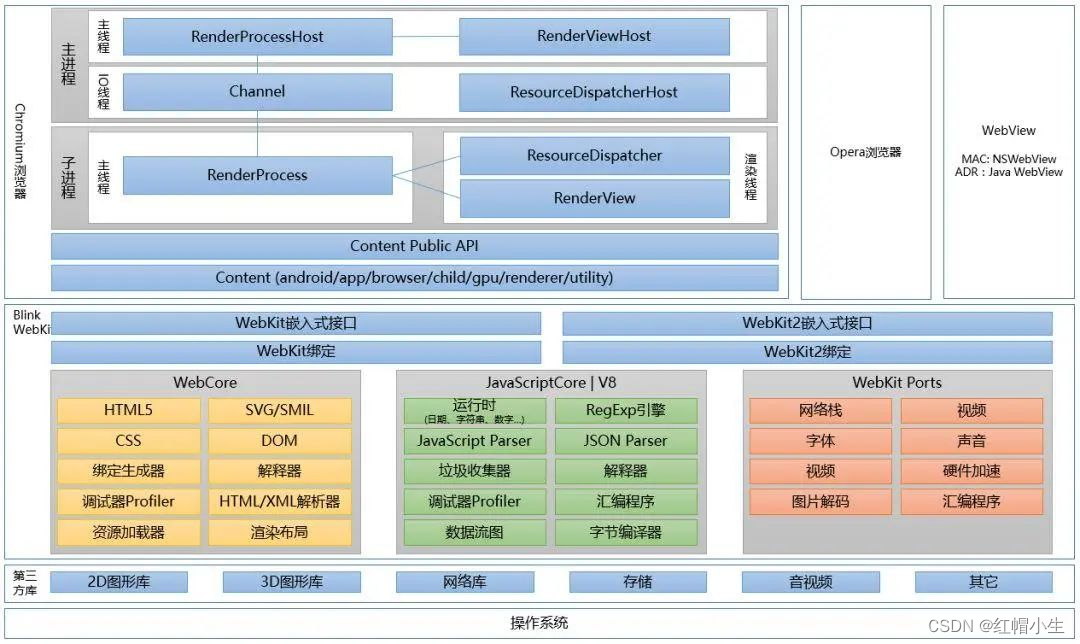 Chromium浏览器
主进程
主线程
RenderProcessHost
RenderViewHost
IO线程
Channel
ResourceDispatcherHost
子进程
主线程
RenderProcess
ResourceDispatcher
RenderView
渲染线程
Content Public API
Content (android/app/browser/child/gpu/renderer/utility)
Opera浏览器
WebView
MAC: NSWebView
ADR : Java WebView
Blink
WebKit
WebKit嵌入式接口
WebKit2嵌入式接口
WebKit绑定
WebKit2绑定
WebCore
HTML5
SVG/SMIL
CSS
DOM
绑定生成器
解释器
调试器Profiler
HTML/XML解析器
资源加载器
渲染布局
JavaScriptCore | V8
运行时
(日期、字符串、数字...)
RegExp引擎
JavaScript Parser
JSON Parser
垃圾收集器
解释器
调试器Profiler
汇编程序
数据流图
字节编译器
WebKit Ports
网络栈
视频
字体
声音
视频
硬件加速
图片解码
汇编程序
第三
方库
2D图形库
3D图形库
网络库
存储
音视频
其它
操作系统
CSDN @红帽小生